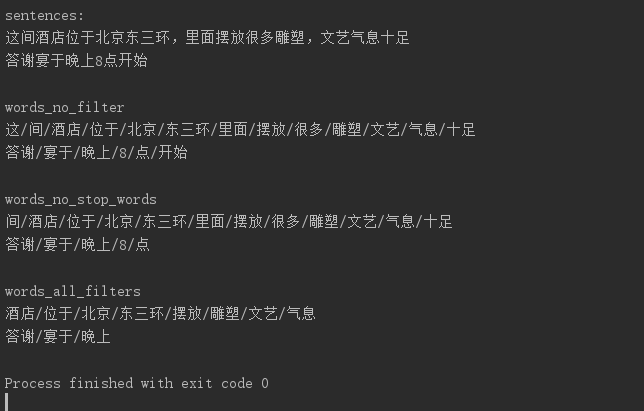 sentences:
这间酒店位于北京东三环，里面摆放很多雕塑，文艺气息十足
答谢宴于晚上8点开始
words_no_filter
这/间/酒店/位于/北京/东三环/里面/摆放/很多/雕塑/文艺/气息/十足
答谢/宴于/晚上/8/点/开始
words_no_stop_words
间/酒店/位于/北京/东三环/里面/摆放/很多/雕塑/文艺/气息/十足
答谢/宴于/晚上/8/点
words_all_filters
酒店/位于/北京/东三环/摆放/雕塑/文艺/气息
答谢/宴于/晚上
Process finished with exit code 0